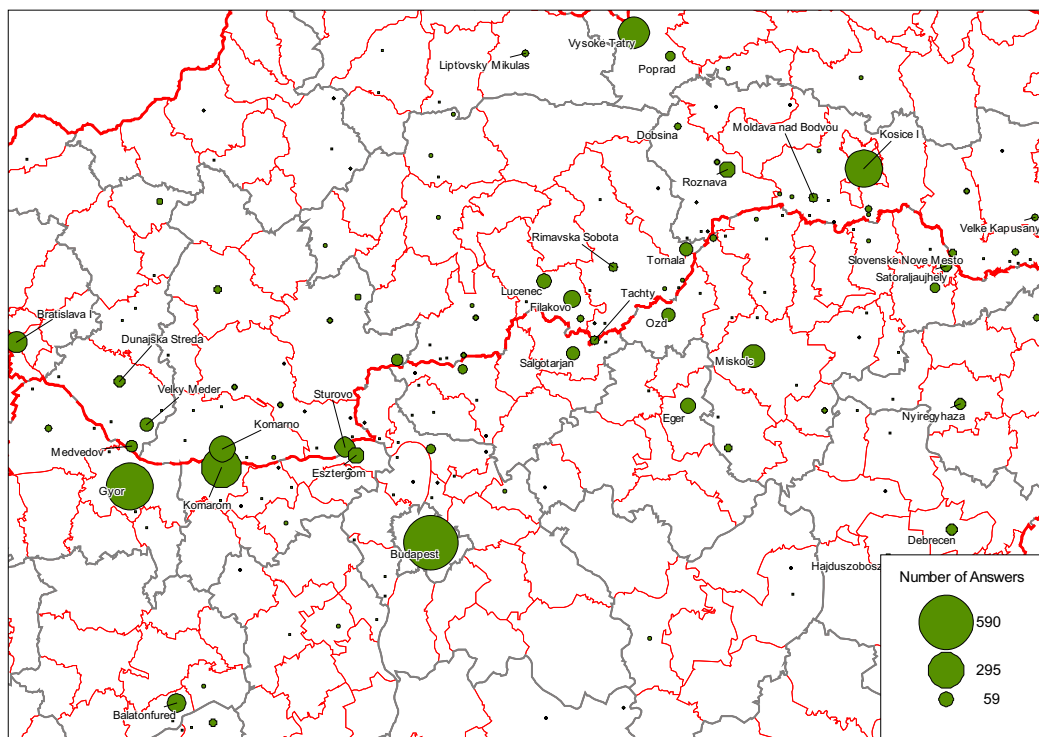 Vysoke Tatry
Liptovsky Mikulas
Poprad
Dobsina
Moldava nad Bodvou
Kosice I
Roznava
Velke Kapusany
Rimavska Sobota
Tornala
Slovenske Nove Mesto
Satoraljaujhely
Lucenec
Tachty
Filakovo
Bratislava I
Ozd
Dunajska Streda
Salgotarjan
Miskolc
Velky Meder
Sturovo
Eger
Nyiregyhaza
Komarno
Medvedov
Esztergom
Gyor
Komarom
Budapest
Debrecen
Hajduszobosz
Number of Answers
590
295
59
Balatonfured